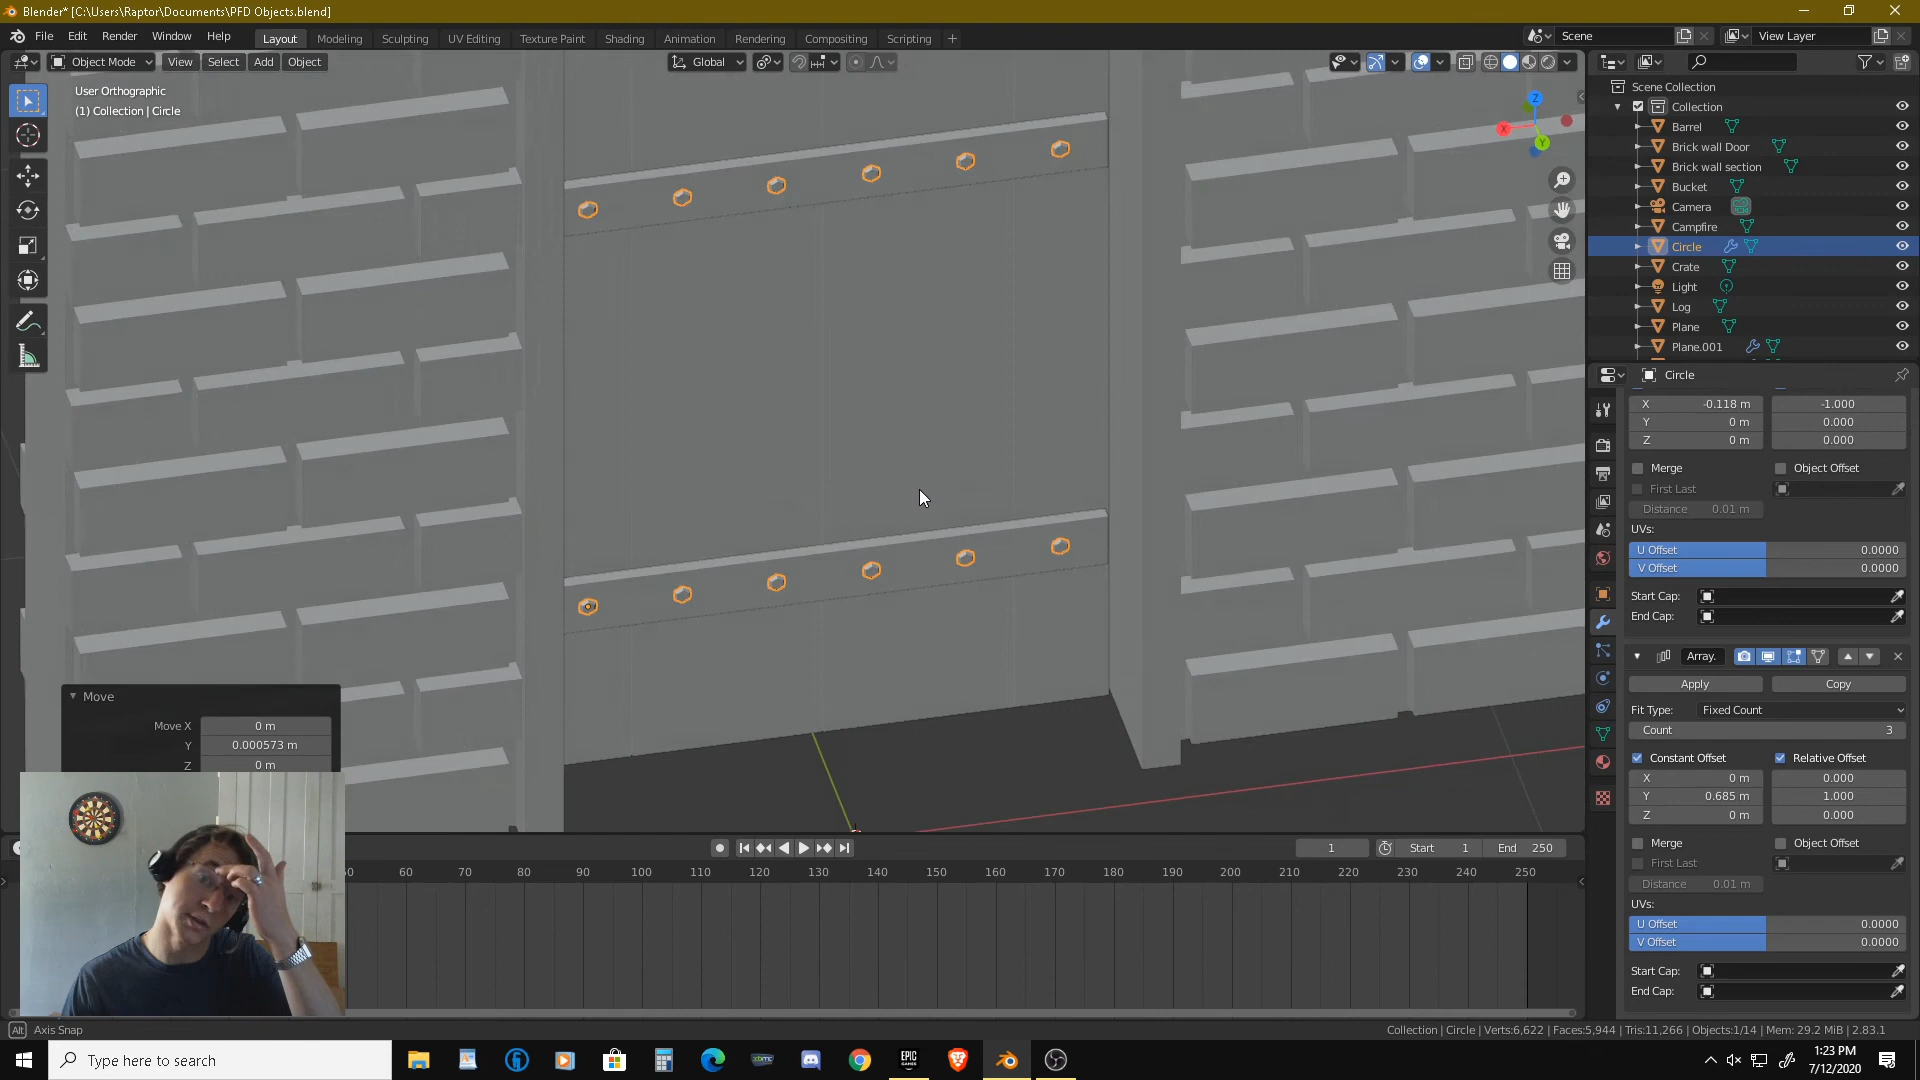 Blender* [C:\Users\Raptor\Documents\PFD Objects.blend]
File Edit Render Window Help
Layout Modeling Sculpting UV Editing Texture Paint Shading Animation Rendering Compositing Scripting
Scene
View Layer
Object Mode View Select Add Object
Global
User Orthographic
(1) Collection | Circle
Scene Collection
Collection
Barrel
Brick wall Door
Brick wall section
Bucket
Camera
Campfire
Circle
Crate
Light
Log
Plane
Plane.001
Circle
X -0.118 m -1.000
Y 0 m 0.000
Z 0 m 0.000
Merge Object Offset
First Last
Distance 0.01 m
UVs:
U Offset 0.0000
V Offset 0.0000
Start Cap:
End Cap:
Array.
Apply Copy
Fit Type: Fixed Count
Count 3
Constant Offset Relative Offset
X 0 m 0.000
Y 0.685 m 1.000
Z 0 m 0.000
Merge Object Offset
First Last
Distance 0.01 m
UVs:
U Offset 0.0000
V Offset 0.0000
Start Cap:
End Cap:
Move
Move X 0 m
Y 0.000573 m
Z 0 m
1 Start 1 End 250
60 70 80 90 100 110 120 130 140 150 160 170 180 190 200 210 220 230 240 250
Alt Axis Snap
Collection | Circle | Verts:6,622 | Faces:5,944 | Tris:11,266 | Objects:1/14 | Mem: 29.2 MiB | 2.83.1
Type here to search
EPIC GAMES
1:23 PM
7/12/2020